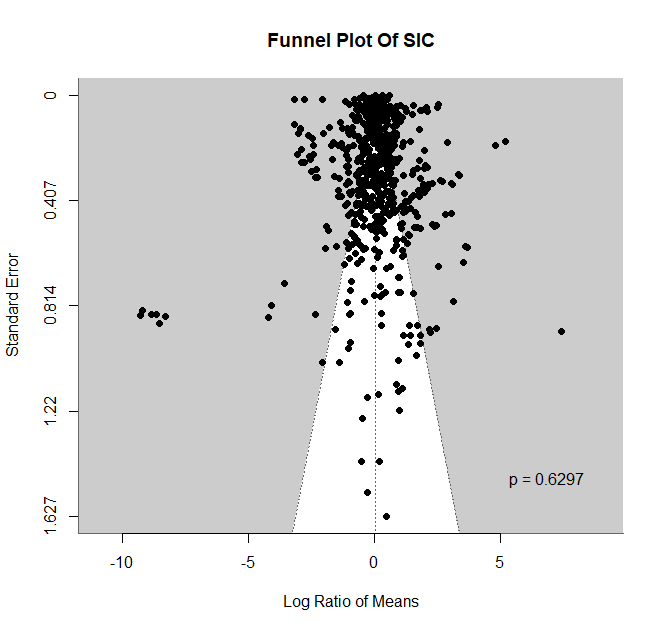 Funnel Plot Of SIC
0
0.407
0.814
1.22
1.627
Standard Error
p = 0.6297
-10
-5
0
5
Log Ratio of Means